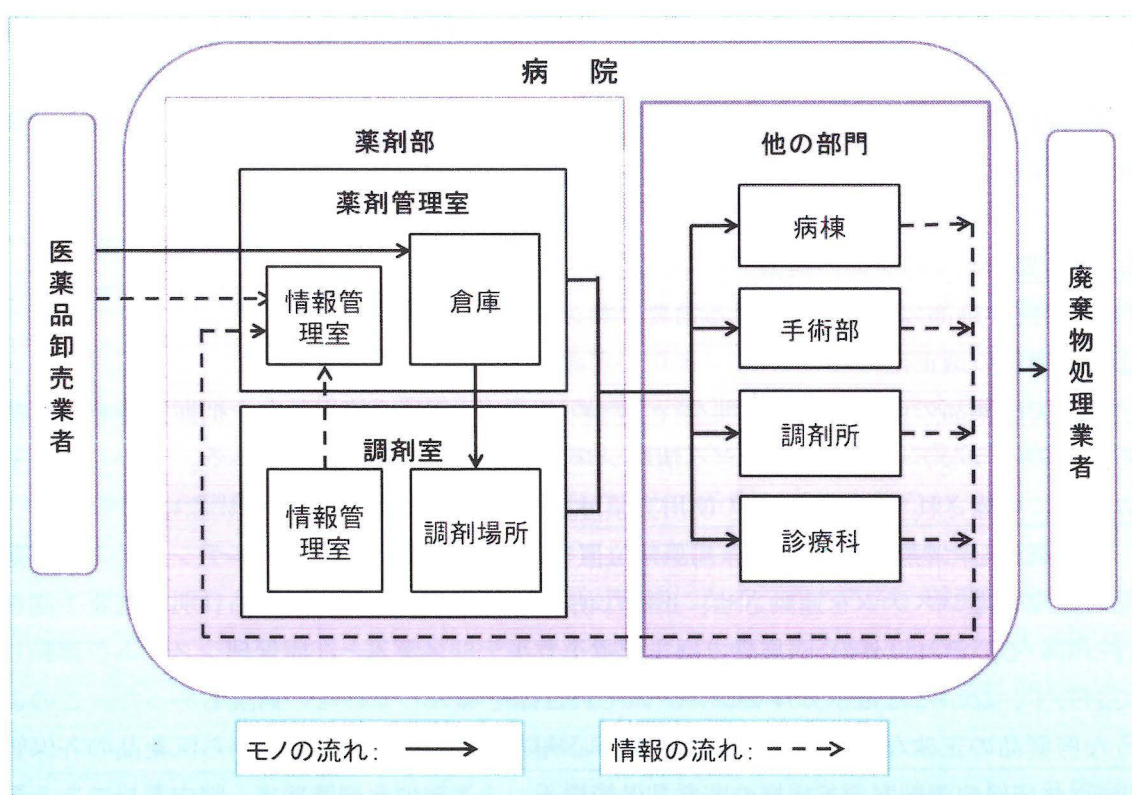 病 院
医薬品卸売業者
薬剤部
薬剤管理室
情報管
理室
倉庫
調剤室
情報管
理室
調剤場所
他の部門
病棟
手術部
調剤所
診療科
廃棄物処理業者
モノの流れ:
情報の流れ: